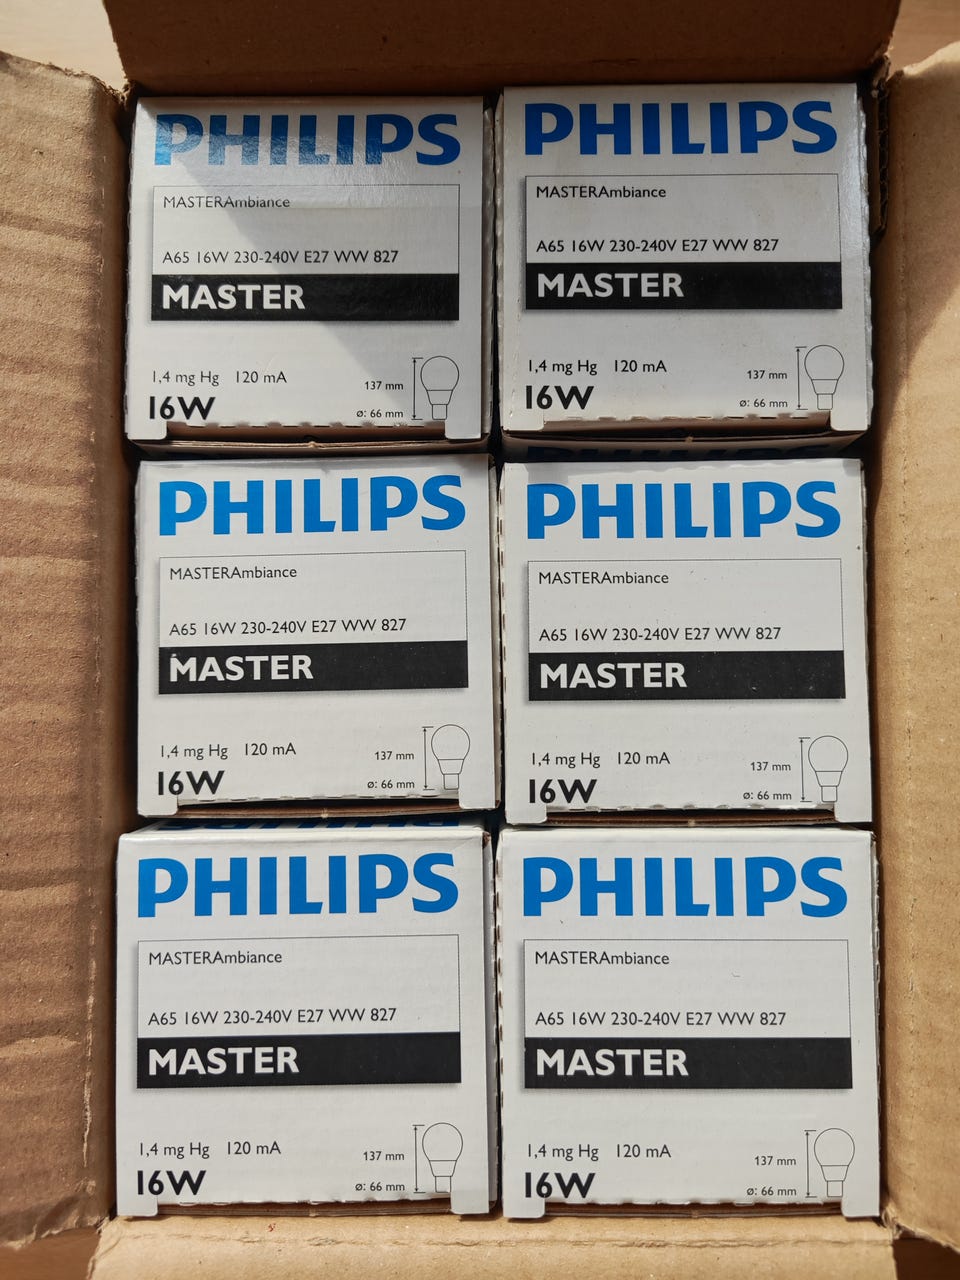 PHILIPS
MASTERAmbiance
A65 16W 230-240V E27 WW 827
MASTER
1,4 mg Hg 120 mA
16W
137 mm
ø: 66 mm
PHILIPS
MASTERAmbiance
A65 16W 230-240V E27 WW 827
MASTER
1,4 mg Hg 120 mA
16W
137 mm
ø: 66 mm
PHILIPS
MASTERAmbiance
A65 16W 230-240V E27 WW 827
MASTER
1,4 mg Hg 120 mA
16W
137 mm
ø: 66 mm
PHILIPS
MASTERAmbiance
A65 16W 230-240V E27 WW 827
MASTER
1,4 mg Hg 120 mA
16W
137 mm
ø: 66 mm
PHILIPS
MASTERAmbiance
A65 16W 230-240V E27 WW 827
MASTER
1,4 mg Hg 120 mA
16W
137 mm
ø: 66 mm
PHILIPS
MASTERAmbiance
A65 16W 230-240V E27 WW 827
MASTER
1,4 mg Hg 120 mA
16W
137 mm
ø: 66 mm